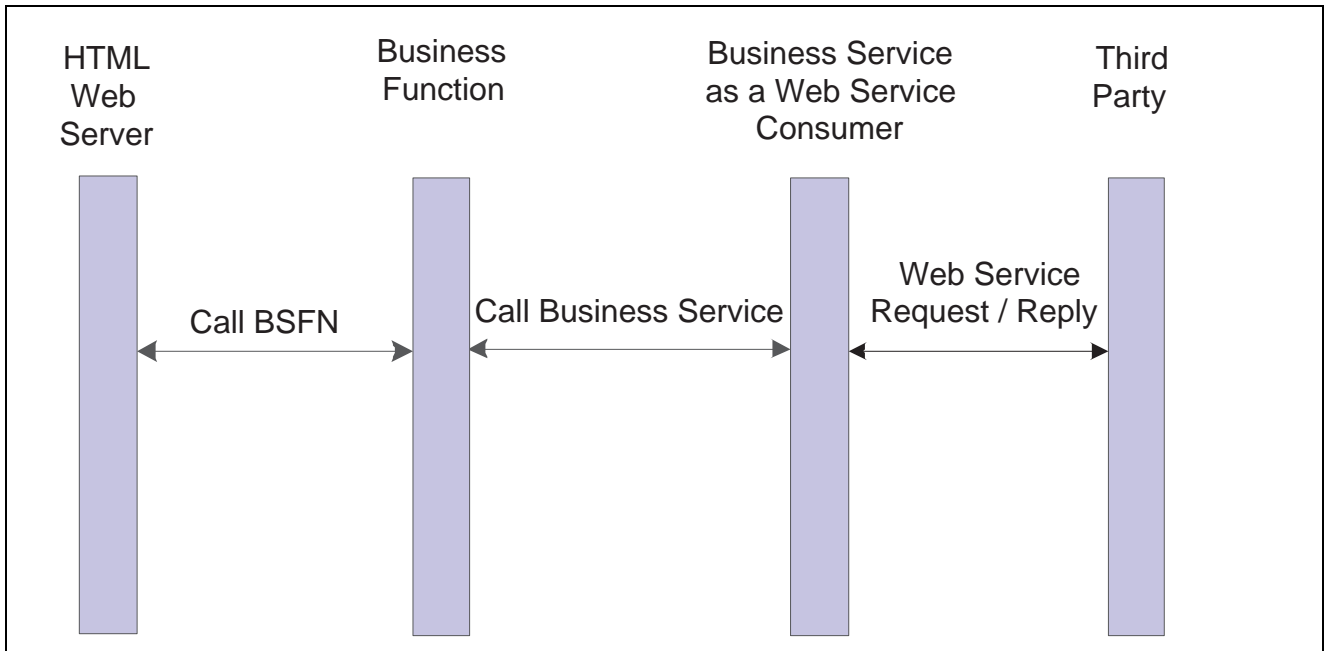 HTML
Web
Server
Business
Function
Business Service
as a Web Service
Consumer
Third
Party
Call BSFN
Call Business Service
Web Service
Request / Reply